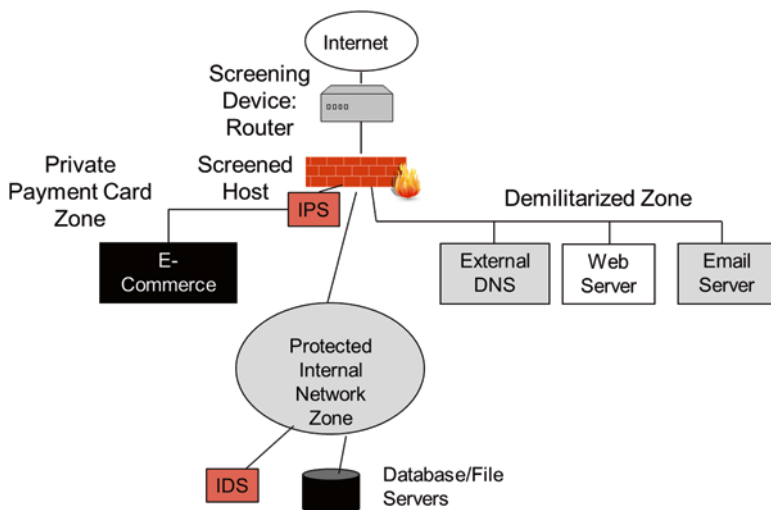 Internet
Screening
Device:
Router
Private
Payment Card
Zone
Screened
Host
IPS
Demilitarized Zone
E-
Commerce
External
DNS
Web
Server
Email
Server
Protected
Internal
Network
Zone
IDS
Database/File
Servers